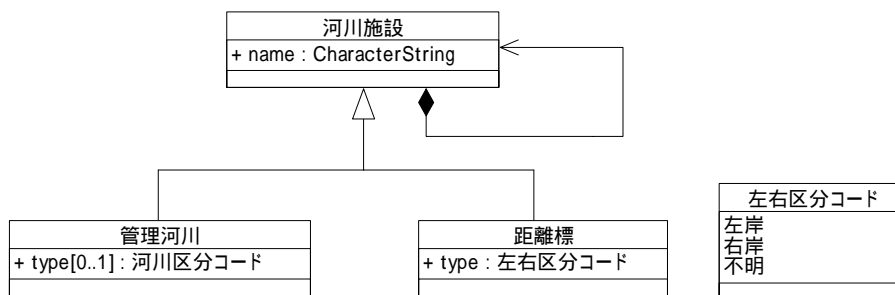 河川施設
+ name : CharacterString
管理河川
+ type[0..1] : 河川区分コード
距離標
+ type : 左右区分コード
左右区分コード
左岸
右岸
不明